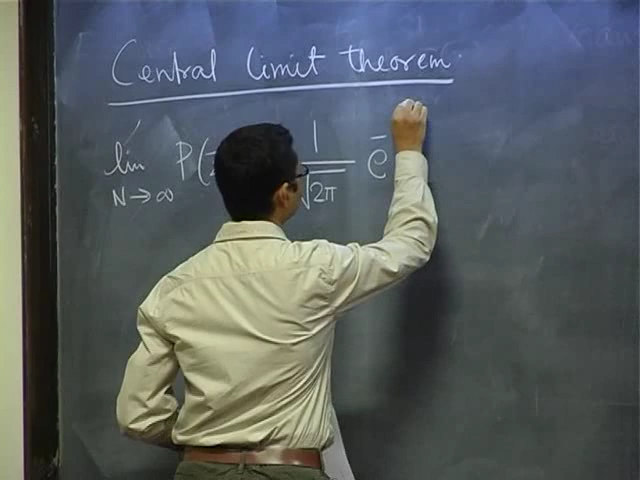 Central limit theorem.
lim P( 1 e -
N→∞ √2π